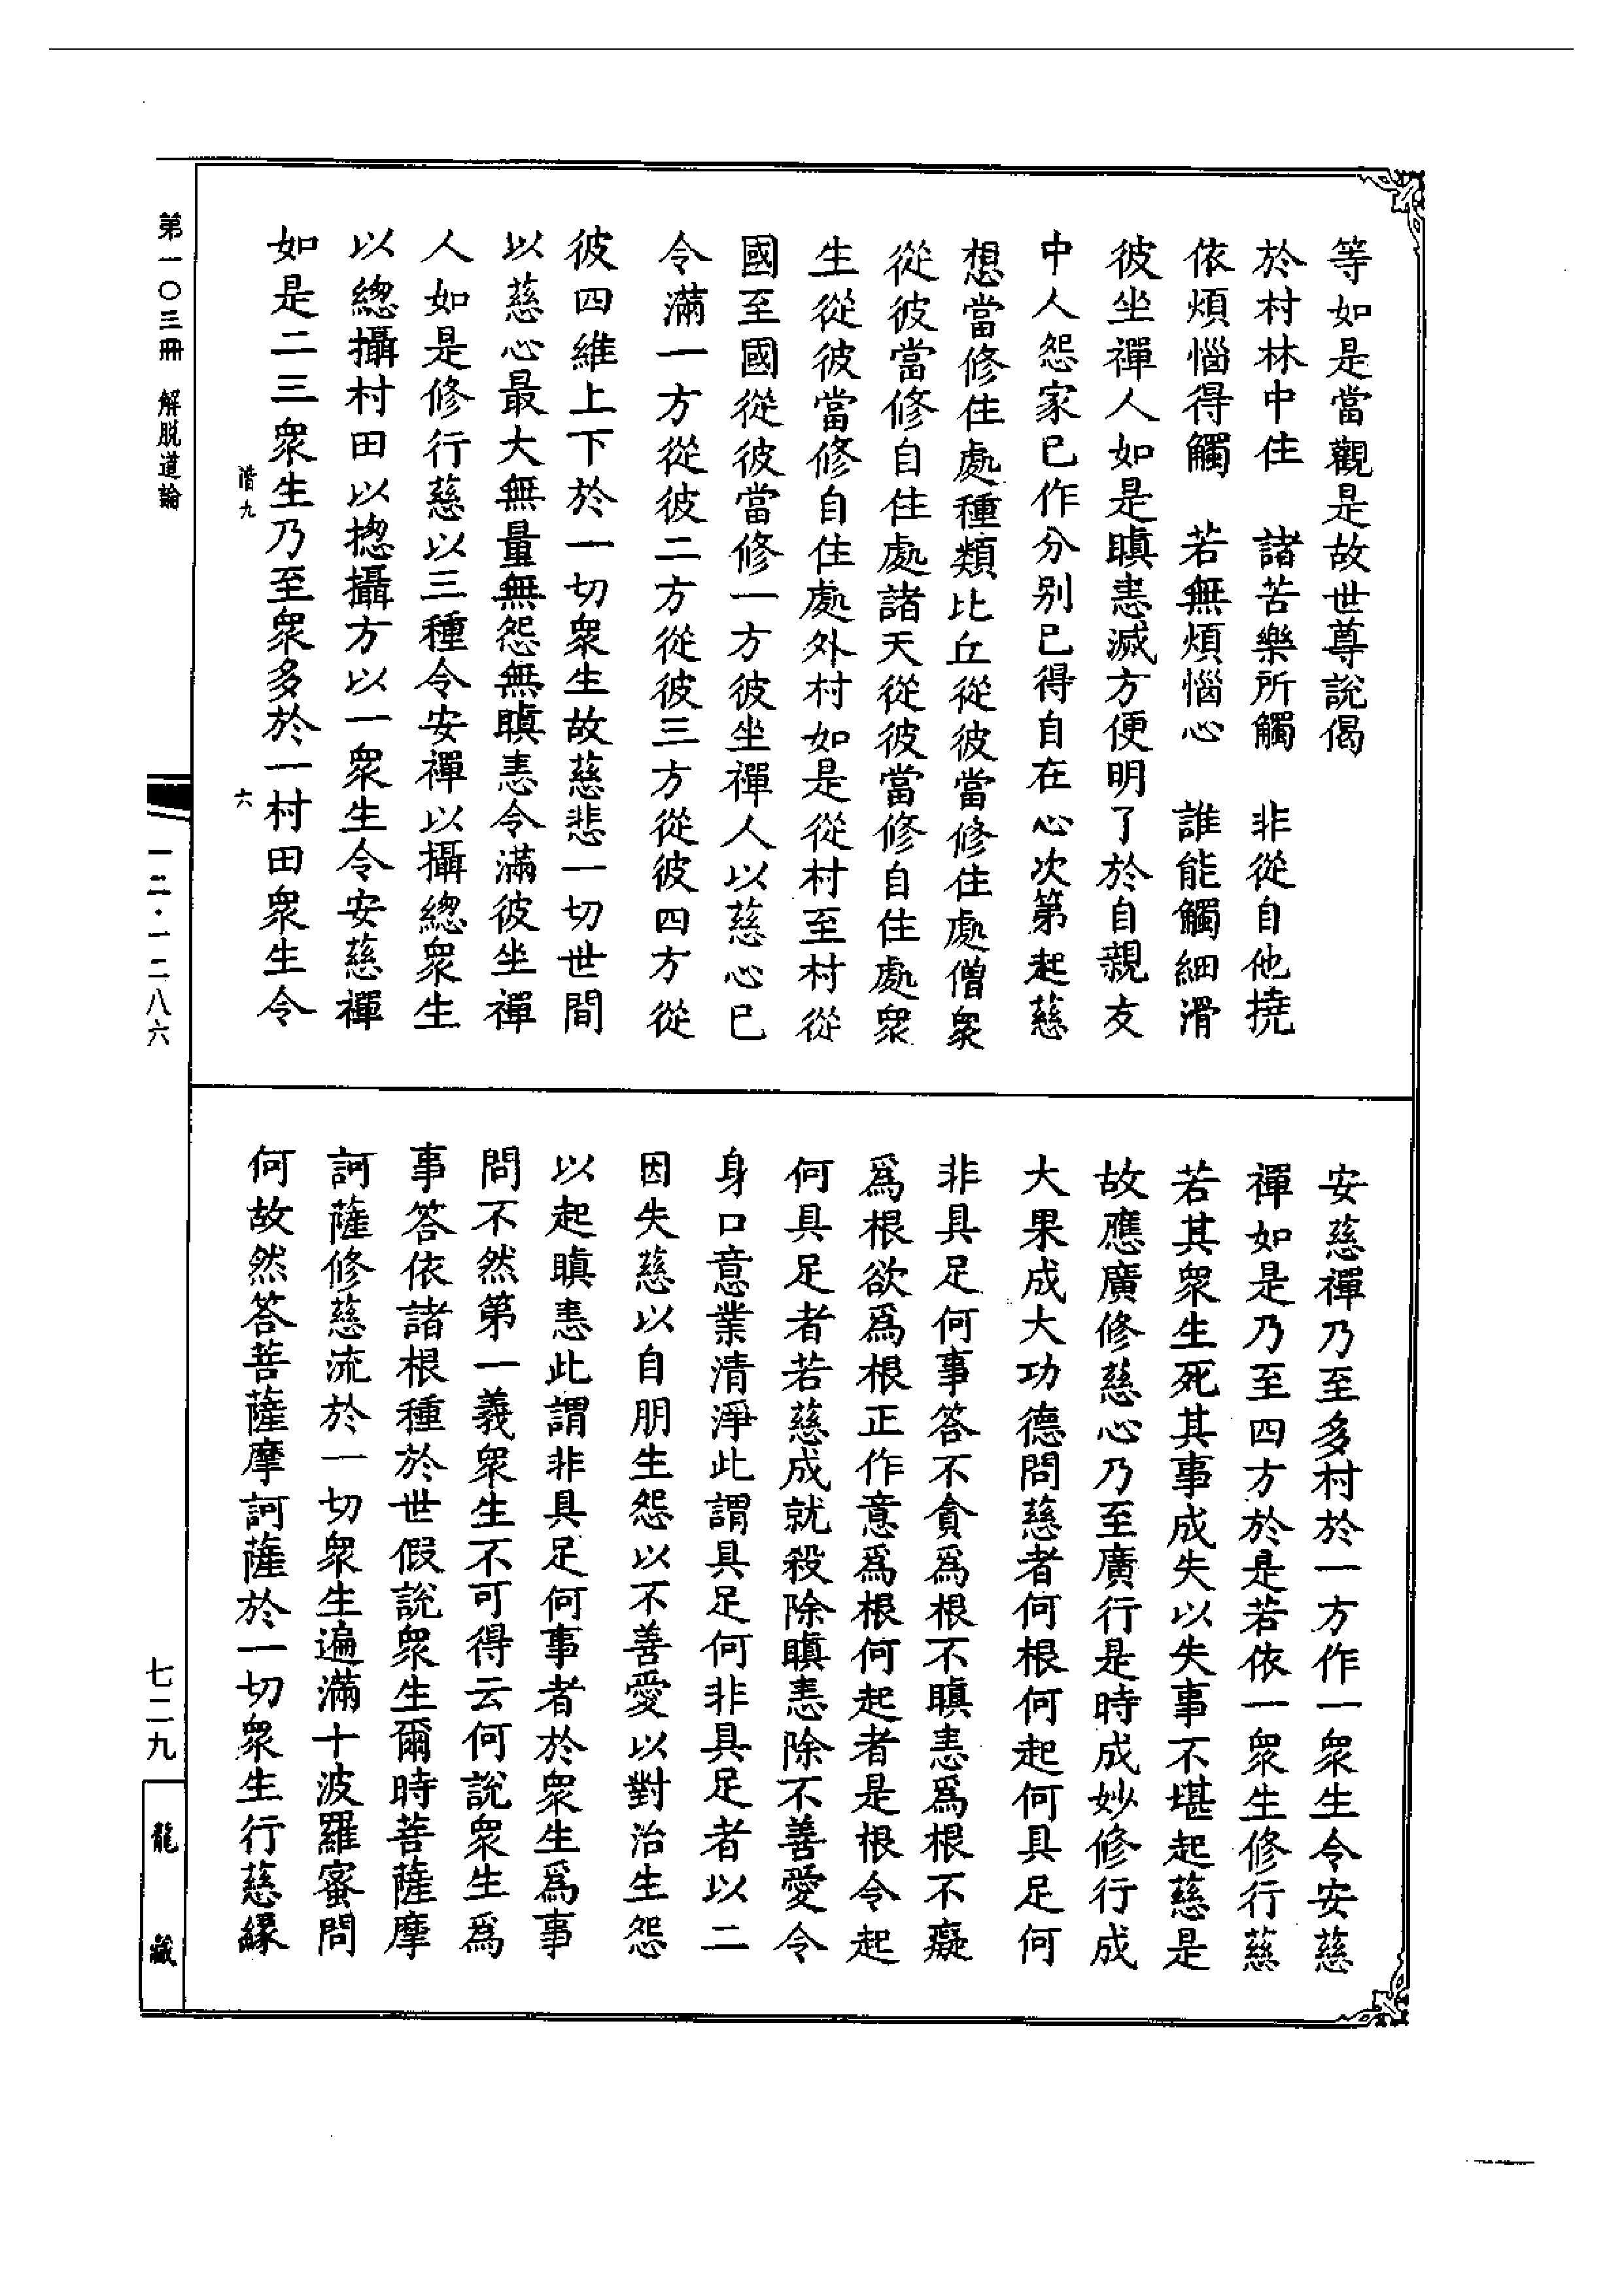 等如是當觀是故世尊說偈
於村林中住　諸苦樂所觸　非從自他撓
依煩惱得觸　若無煩惱心　誰能觸細滑
彼坐禪人如是瞋恚滅方便明了於自親友
中人怨家已作分別已得自在心次第起慈
想當修住處種類比丘從彼當修住處僧衆
從彼當修自住處諸天從彼當修自住處衆
生從彼當修自住處外村如是從村至村從
國至國從彼當修一方彼坐禪人以慈心已
令滿一方從彼二方從彼三方從彼四方從
彼四維上下於一切衆生故慈悲一切世間
以慈心最大無量無怨無瞋恚令滿彼坐禪
人如是修行慈以三種令安禪以攝緫衆生
以緫攝村田以揔攝方以一衆生令安慈禪
如是二三衆生乃至衆多於一村田衆生令
安慈禪乃至多村於一方作一衆生令安慈
禪如是乃至四方於是若依一衆生修行慈
若其衆生死其事成失以失事不堪起慈是
故應廣修慈心乃至廣行是時成妙修行成
大果成大功德問慈者何根何起何具足何
非具足何事答不貪爲根不瞋恚爲根不癡
爲根欲爲根正作意爲根何起者是根令起
何具足者若慈成就殺除瞋恚除不善愛令
身口意業清淨此謂具足何非具足者以二
因失慈以自朋生怨以不善愛以對治生怨
以起瞋恚此謂非具足何事者於衆生爲事
問不然第一義衆生不可得云何說衆生爲
事答依諸根種於世假說衆生爾時菩薩摩
訶薩修慈流於一切衆生遍滿十波羅蜜問
何故然答菩薩摩訶薩於一切衆生行慈緣
第一〇三冊　解脱道論
一二·一二八六
七二九
龍藏
六